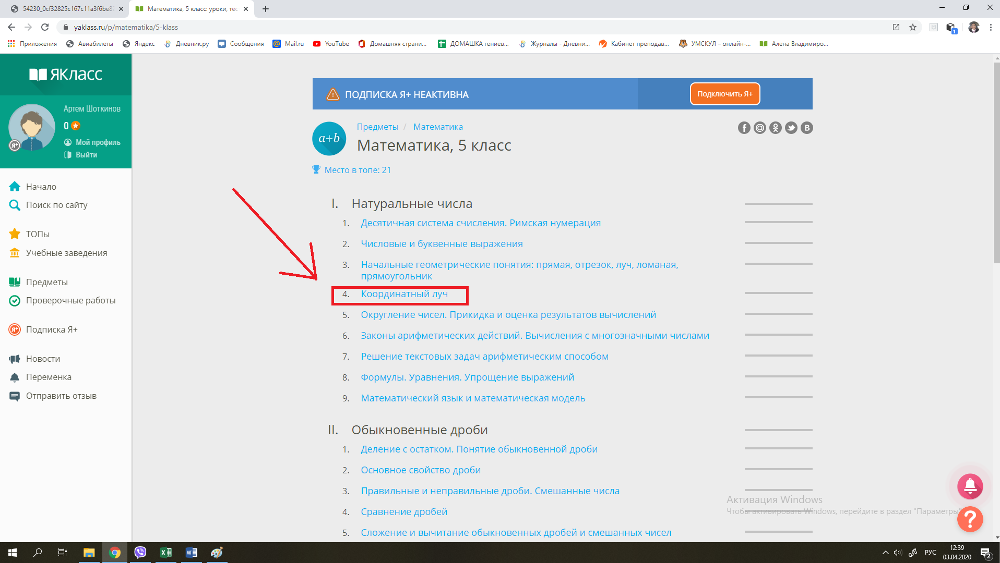 54230_0cf32825c167c11a3f6be82
Математика, 5 класс: уроки, тес
yaklass.ru/p/matematika/5-klass
1
Приложения Авиабилеты Яндекс Дневник.ру Сообщения Mail.ru YouTube Домашняя страни... ДОМАШКА гениев... Журналы - Дневни... Кабинет преподав... УМСКУЛ – онлайн-... Алена Владимиро...
ЯКласс
Артем Шоткинов
0
Я+
Мой профиль
Выйти
Начало
Поиск по сайту
ТОПы
Учебные заведения
Предметы
Проверочные работы
Я+ Подписка Я+
Новости
Переменка
Отправить отзыв
ПОДПИСКА Я+ НЕАКТИВНА
Подключить Я+
a+b
Предметы / Математика
Математика, 5 класс
Место в топе: 21
I. Натуральные числа
1. Десятичная система счисления. Римская нумерация
2. Числовые и буквенные выражения
3. Начальные геометрические понятия: прямая, отрезок, луч, ломаная,
прямоугольник
4. Координатный луч
5. Округление чисел. Прикидка и оценка результатов вычислений
6. Законы арифметических действий. Вычисления с многозначными числами
7. Решение текстовых задач арифметическим способом
8. Формулы. Уравнения. Упрощение выражений
9. Математический язык и математическая модель
II. Обыкновенные дроби
1. Деление с остатком. Понятие обыкновенной дроби
2. Основное свойство дроби
3. Правильные и неправильные дроби. Смешанные числа
4. Сравнение дробей
5. Сложение и вычитание обыкновенных дробей и смешанных чисел
Активация Windows
Чтобы активировать Windows, перейдите в раздел "Параметры"
?
РУС
12:39
03.04.2020
2